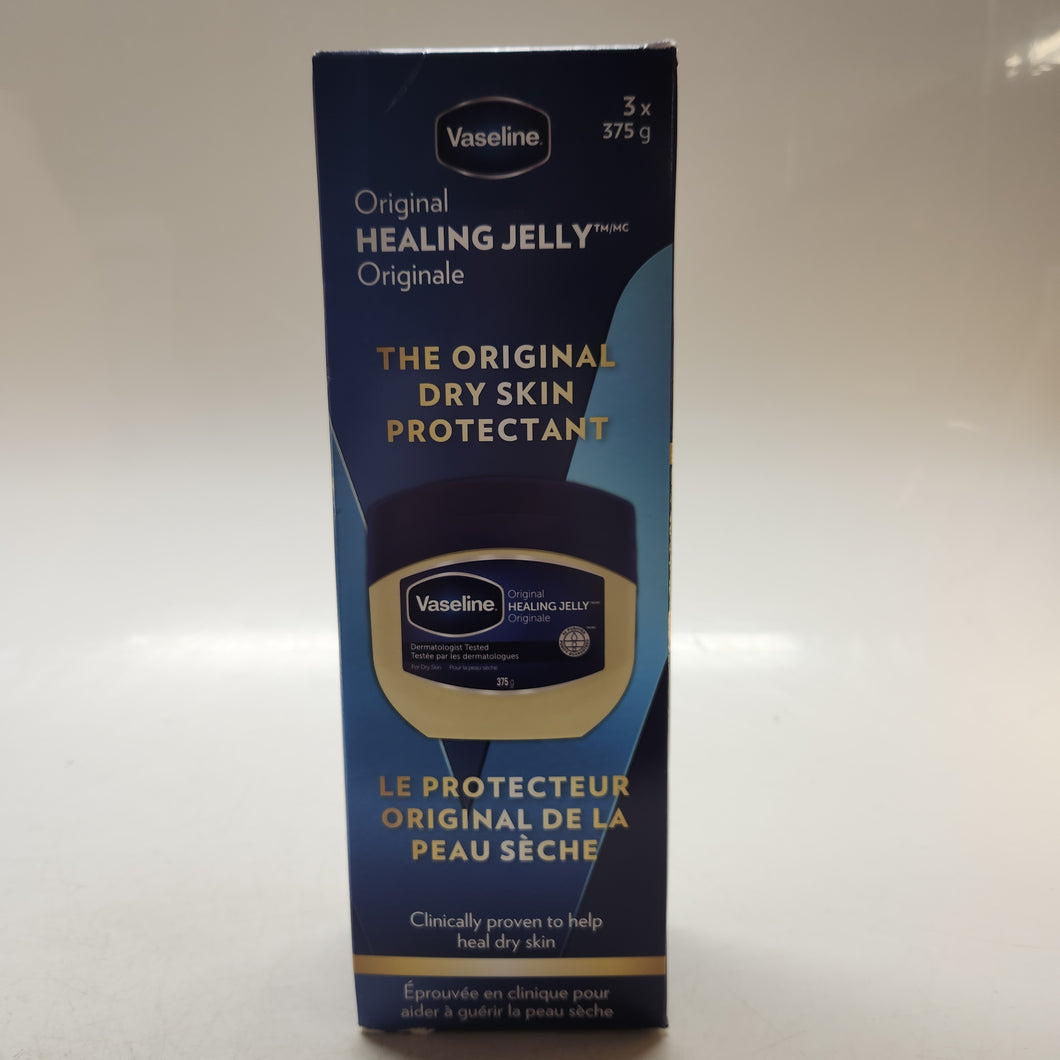 Vaseline.
3 x
375 g
Original
HEALING JELLY™/MC
Originale
THE ORIGINAL
DRY SKIN
PROTECTANT
Vaseline.
Original
HEALING JELLY
Originale
Dermatologist Tested
Testée par les dermatologues
For Dry Skin Pour la peau sèche
375 g
LE PROTECTEUR
ORIGINAL DE LA
PEAU SÈCHE
Clinically proven to help
heal dry skin
Éprouvée en clinique pour
aider à guérir la peau sèche